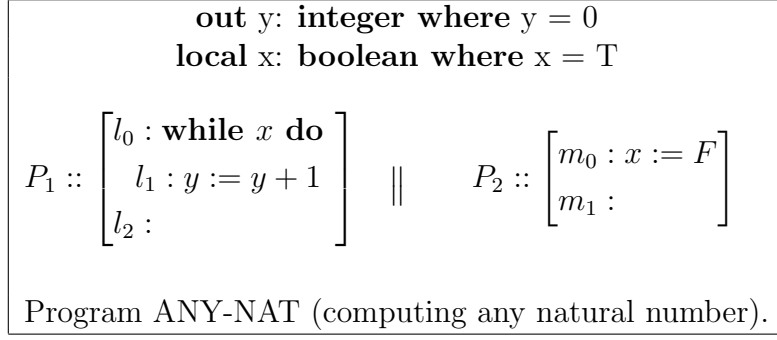 out y: integer where y = 0
local x: boolean where x = T
P₁ :: [l₀ : while x do
l₁ : y := y + 1
l₂ : ]
||
P₂ :: [m₀ : x := F
m₁ : ]
Program ANY-NAT (computing any natural number).